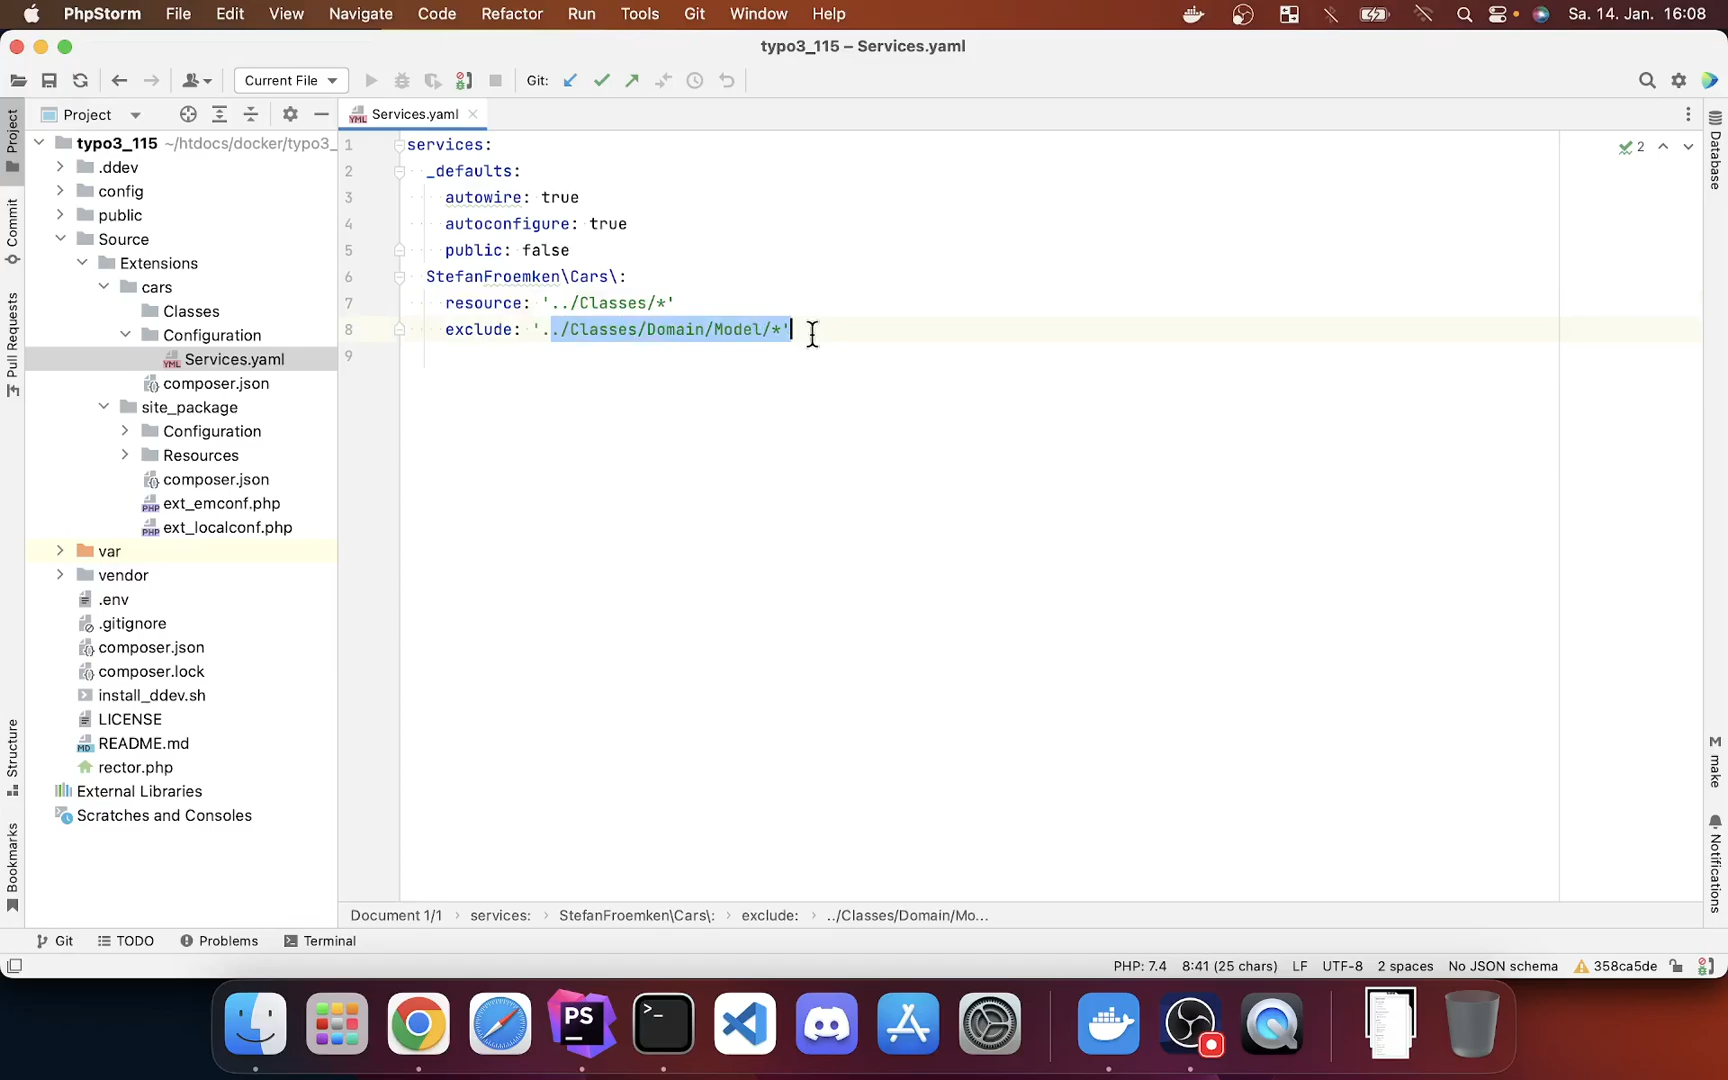 PhpStorm File Edit View Navigate Code Refactor Run Tools Git Window Help Sa. 14. Jan. 16:08
typo3_115 – Services.yaml
Current File Git:
Project
Services.yaml
typo3_115 ~/htdocs/docker/typo3_
.ddev
config
public
Source
Extensions
cars
Classes
Configuration
Services.yaml
composer.json
site_package
Configuration
Resources
composer.json
ext_emconf.php
ext_localconf.php
var
vendor
.env
.gitignore
composer.json
composer.lock
install_ddev.sh
LICENSE
README.md
rector.php
External Libraries
Scratches and Consoles
1 services:
2 _defaults:
3 autowire: true
4 autoconfigure: true
5 public: false
6 StefanFroemken\Cars\:
7 resource: '../Classes/*'
8 exclude: '../Classes/Domain/Model/*'
9
2
Project
Commit
Pull Requests
Structure
Bookmarks
Database
make
Notifications
Document 1/1 › services: › StefanFroemken\Cars\: › exclude: › ../Classes/Domain/Mo...
Git TODO Problems Terminal
PHP: 7.4 8:41 (25 chars) LF UTF-8 2 spaces No JSON schema 358ca5de
PS